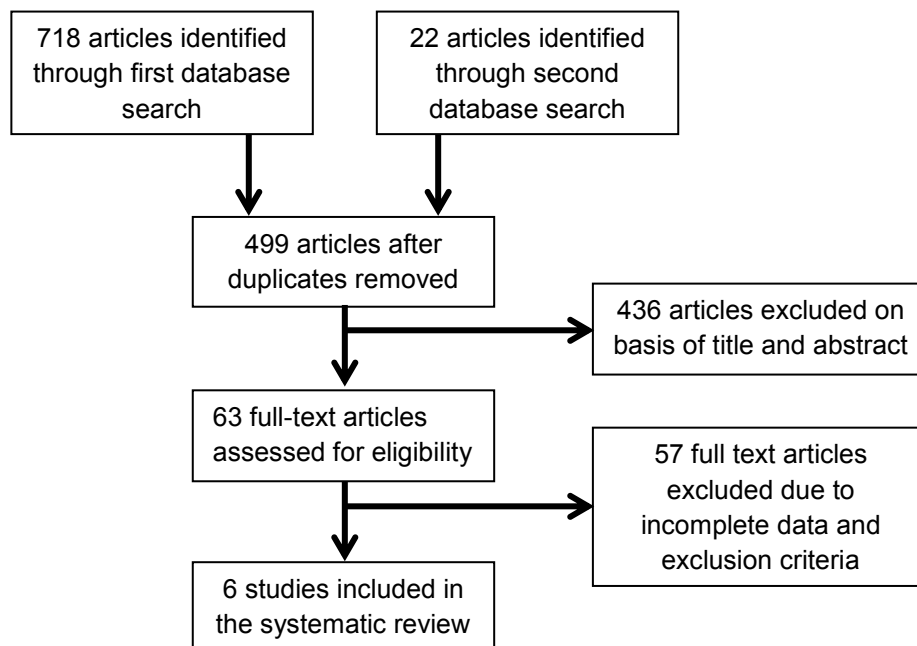 718 articles identified
through first database
search
22 articles identified
through second
database search
499 articles after
duplicates removed
436 articles excluded on
basis of title and abstract
63 full-text articles
assessed for eligibility
57 full text articles
excluded due to
incomplete data and
exclusion criteria
6 studies included in
the systematic review